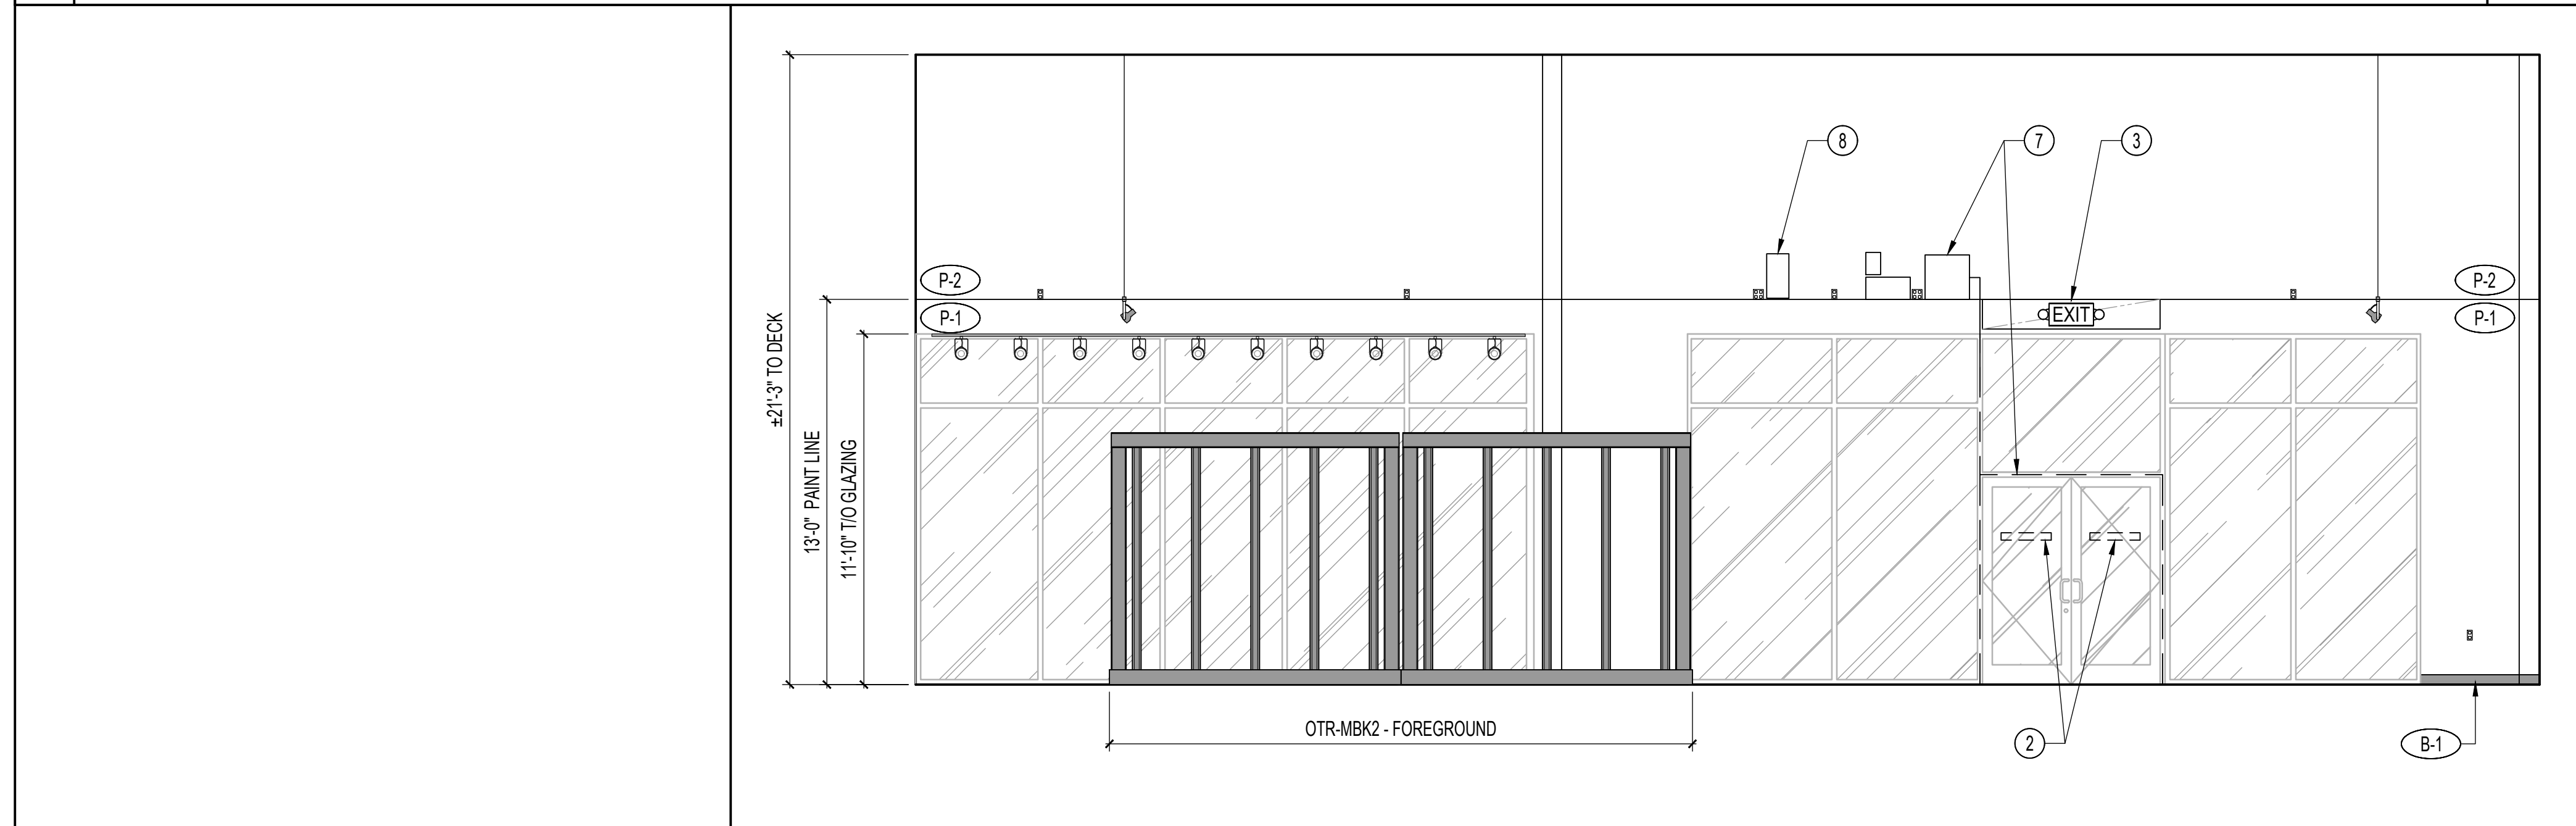 8
7
3
P-2
P-2
P-1
P-1
EXIT
±21'-3" TO DECK
13'-0" PAINT LINE
11'-10" T/O GLAZING
OTR-MBK2 - FOREGROUND
2
B-1